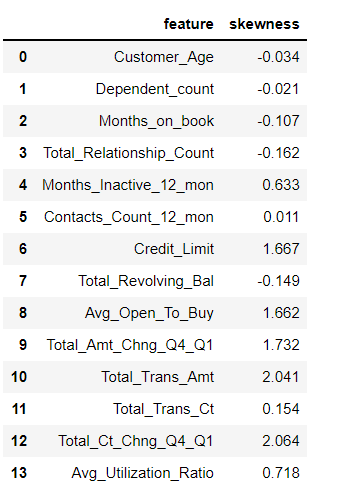 feature skewness
0 Customer_Age -0.034
1 Dependent_count -0.021
2 Months_on_book -0.107
3 Total_Relationship_Count -0.162
4 Months_Inactive_12_mon 0.633
5 Contacts_Count_12_mon 0.011
6 Credit_Limit 1.667
7 Total_Revolving_Bal -0.149
8 Avg_Open_To_Buy 1.662
9 Total_Amt_Chng_Q4_Q1 1.732
10 Total_Trans_Amt 2.041
11 Total_Trans_Ct 0.154
12 Total_Ct_Chng_Q4_Q1 2.064
13 Avg_Utilization_Ratio 0.718